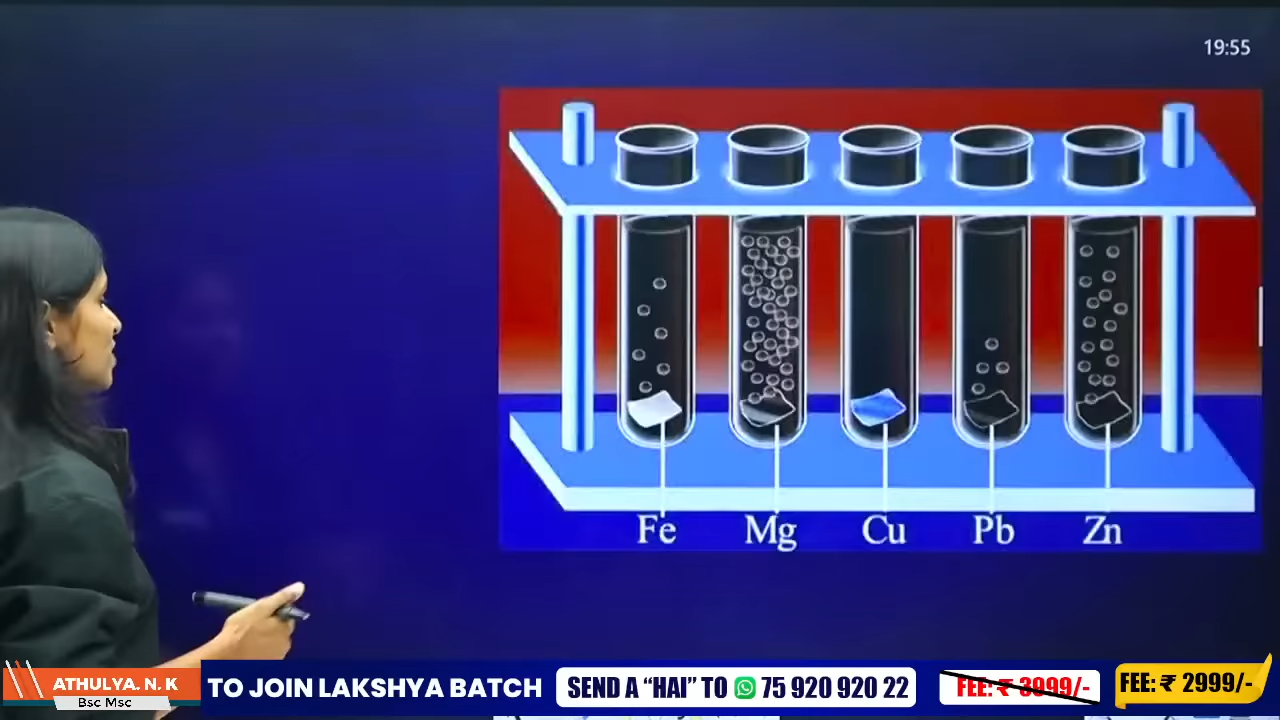 19:55
Fe Mg Cu Pb Zn
ATHULYA. N. K
Bsc Msc
TO JOIN LAKSHYA BATCH
SEND A “HAI” TO 75 920 920 22
FEE: ₹ 3999/-
FEE: ₹ 2999/-